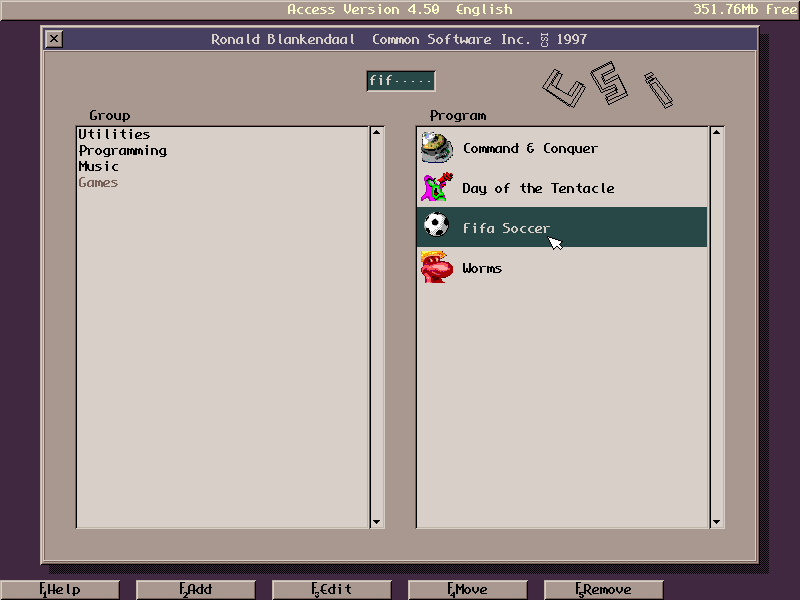 Access Version 4.50 English
351.76Mb Free
Ronald Blankendaal Common Software Inc. CSI 1997
fif·····
CSi
Group
Program
Utilities
Programming
Music
Games
Command & Conquer
Day of the Tentacle
Fifa Soccer
Worms
F1Help
F2Add
F3Edit
F4Move
F5Remove